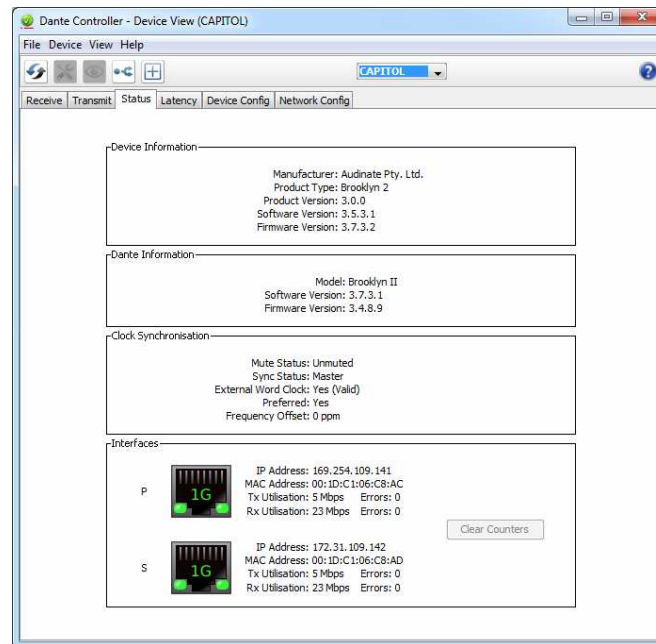 Dante Controller - Device View (CAPITOL)
File Device View Help
CAPITOL
?
Receive Transmit Status Latency Device Config Network Config
Device Information
Manufacturer: Audinate Pty. Ltd.
Product Type: Brooklyn 2
Product Version: 3.0.0
Software Version: 3.5.3.1
Firmware Version: 3.7.3.2
Dante Information
Model: Brooklyn II
Software Version: 3.7.3.1
Firmware Version: 3.4.8.9
Clock Synchronisation
Mute Status: Unmuted
Sync Status: Master
External Word Clock: Yes (Valid)
Preferred: Yes
Frequency Offset: 0 ppm
Interfaces
P
1G
IP Address: 169.254.109.141
MAC Address: 00:1D:C1:06:C8:AC
Tx Utilisation: 5 Mbps Errors: 0
Rx Utilisation: 23 Mbps Errors: 0
Clear Counters
S
1G
IP Address: 172.31.109.142
MAC Address: 00:1D:C1:06:C8:AD
Tx Utilisation: 5 Mbps Errors: 0
Rx Utilisation: 23 Mbps Errors: 0